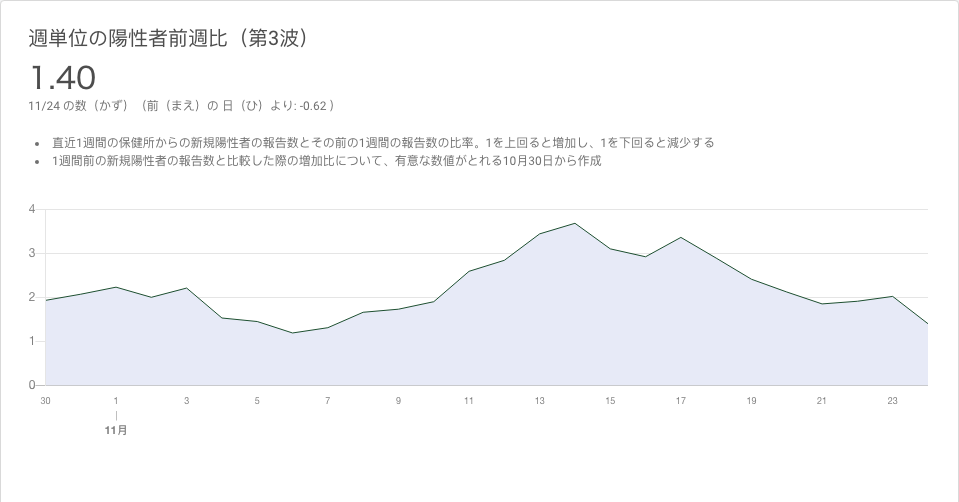 週単位の陽性者前週比（第3波）
1.40
11/24 の数（かず）（前（まえ）の 日（ひ）より: -0.62 ）
• 直近1週間の保健所からの新規陽性者の報告数とその前の1週間の報告数の比率。1を上回ると増加し、1を下回ると減少する
• 1週間前の新規陽性者の報告数と比較した際の増加比について、有意な数値がとれる10月30日から作成
4
3
2
1
0
30 1 3 5 7 9 11 13 15 17 19 21 23
11月